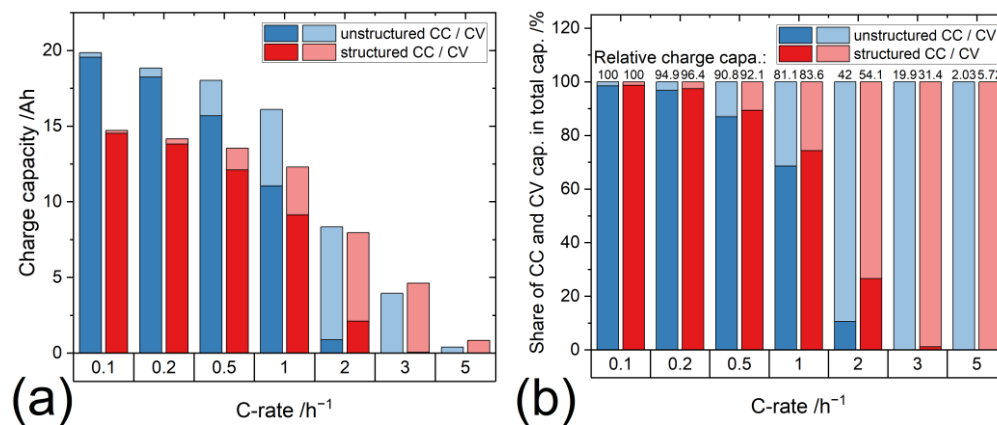 unstructured CC / CV
structured CC / CV
20
15
10
5
0
Charge capacity /Ah
0.1 0.2 0.5 1 2 3 5
C-rate /h⁻¹
(a)
unstructured CC / CV
structured CC / CV
Relative charge capa.:
100 100 94.9 96.4 90.8 92.1 81.1 83.6 42 54.1 19.9 31.4 2.03 5.73
120
100
80
60
40
20
0
Share of CC and CV cap. in total cap. /%
0.1 0.2 0.5 1 2 3 5
C-rate /h⁻¹
(b)